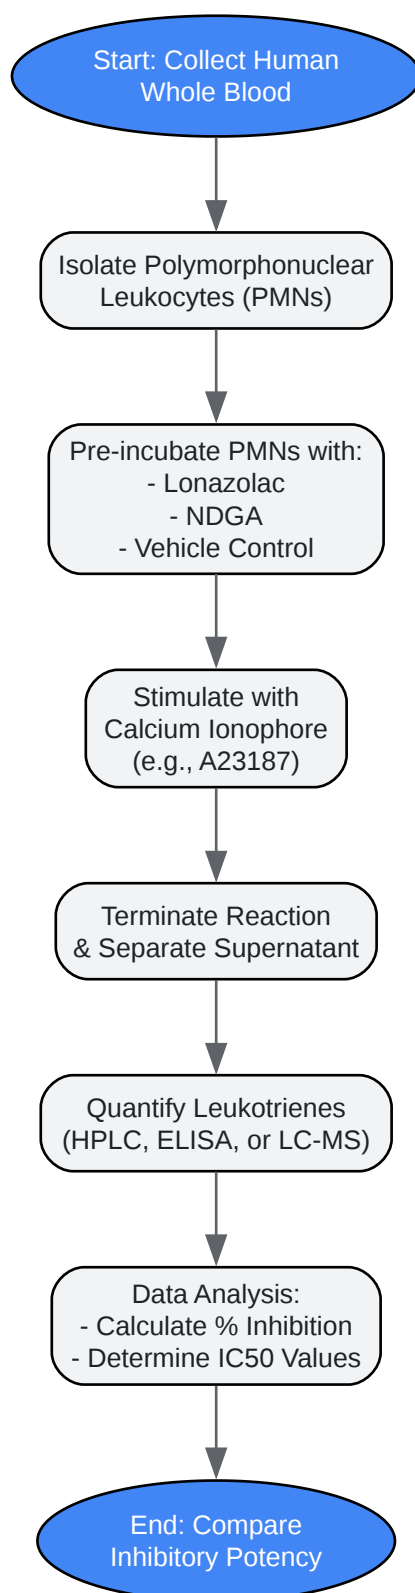 Start: Collect Human
Whole Blood
Isolate Polymorphonuclear
Leukocytes (PMNs)
Pre-incubate PMNs with:
- Lonazolac
- NDGA
- Vehicle Control
Stimulate with
Calcium Ionophore
(e.g., A23187)
Terminate Reaction
& Separate Supernatant
Quantify Leukotrienes
(HPLC, ELISA, or LC-MS)
Data Analysis:
- Calculate % Inhibition
- Determine IC50 Values
End: Compare
Inhibitory Potency